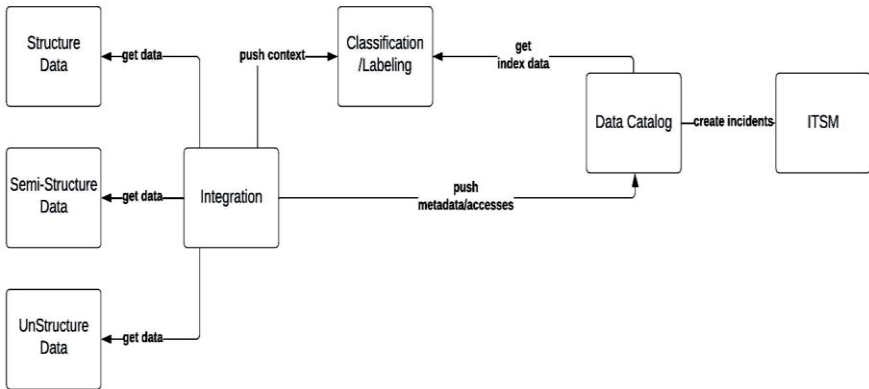 Structure
Data
get data
push context
Classification
/Labeling
get
index data
Data Catalog
create incidents
ITSM
Semi-Structure
Data
get data
Integration
push
metadata/accesses
UnStructure
Data
get data